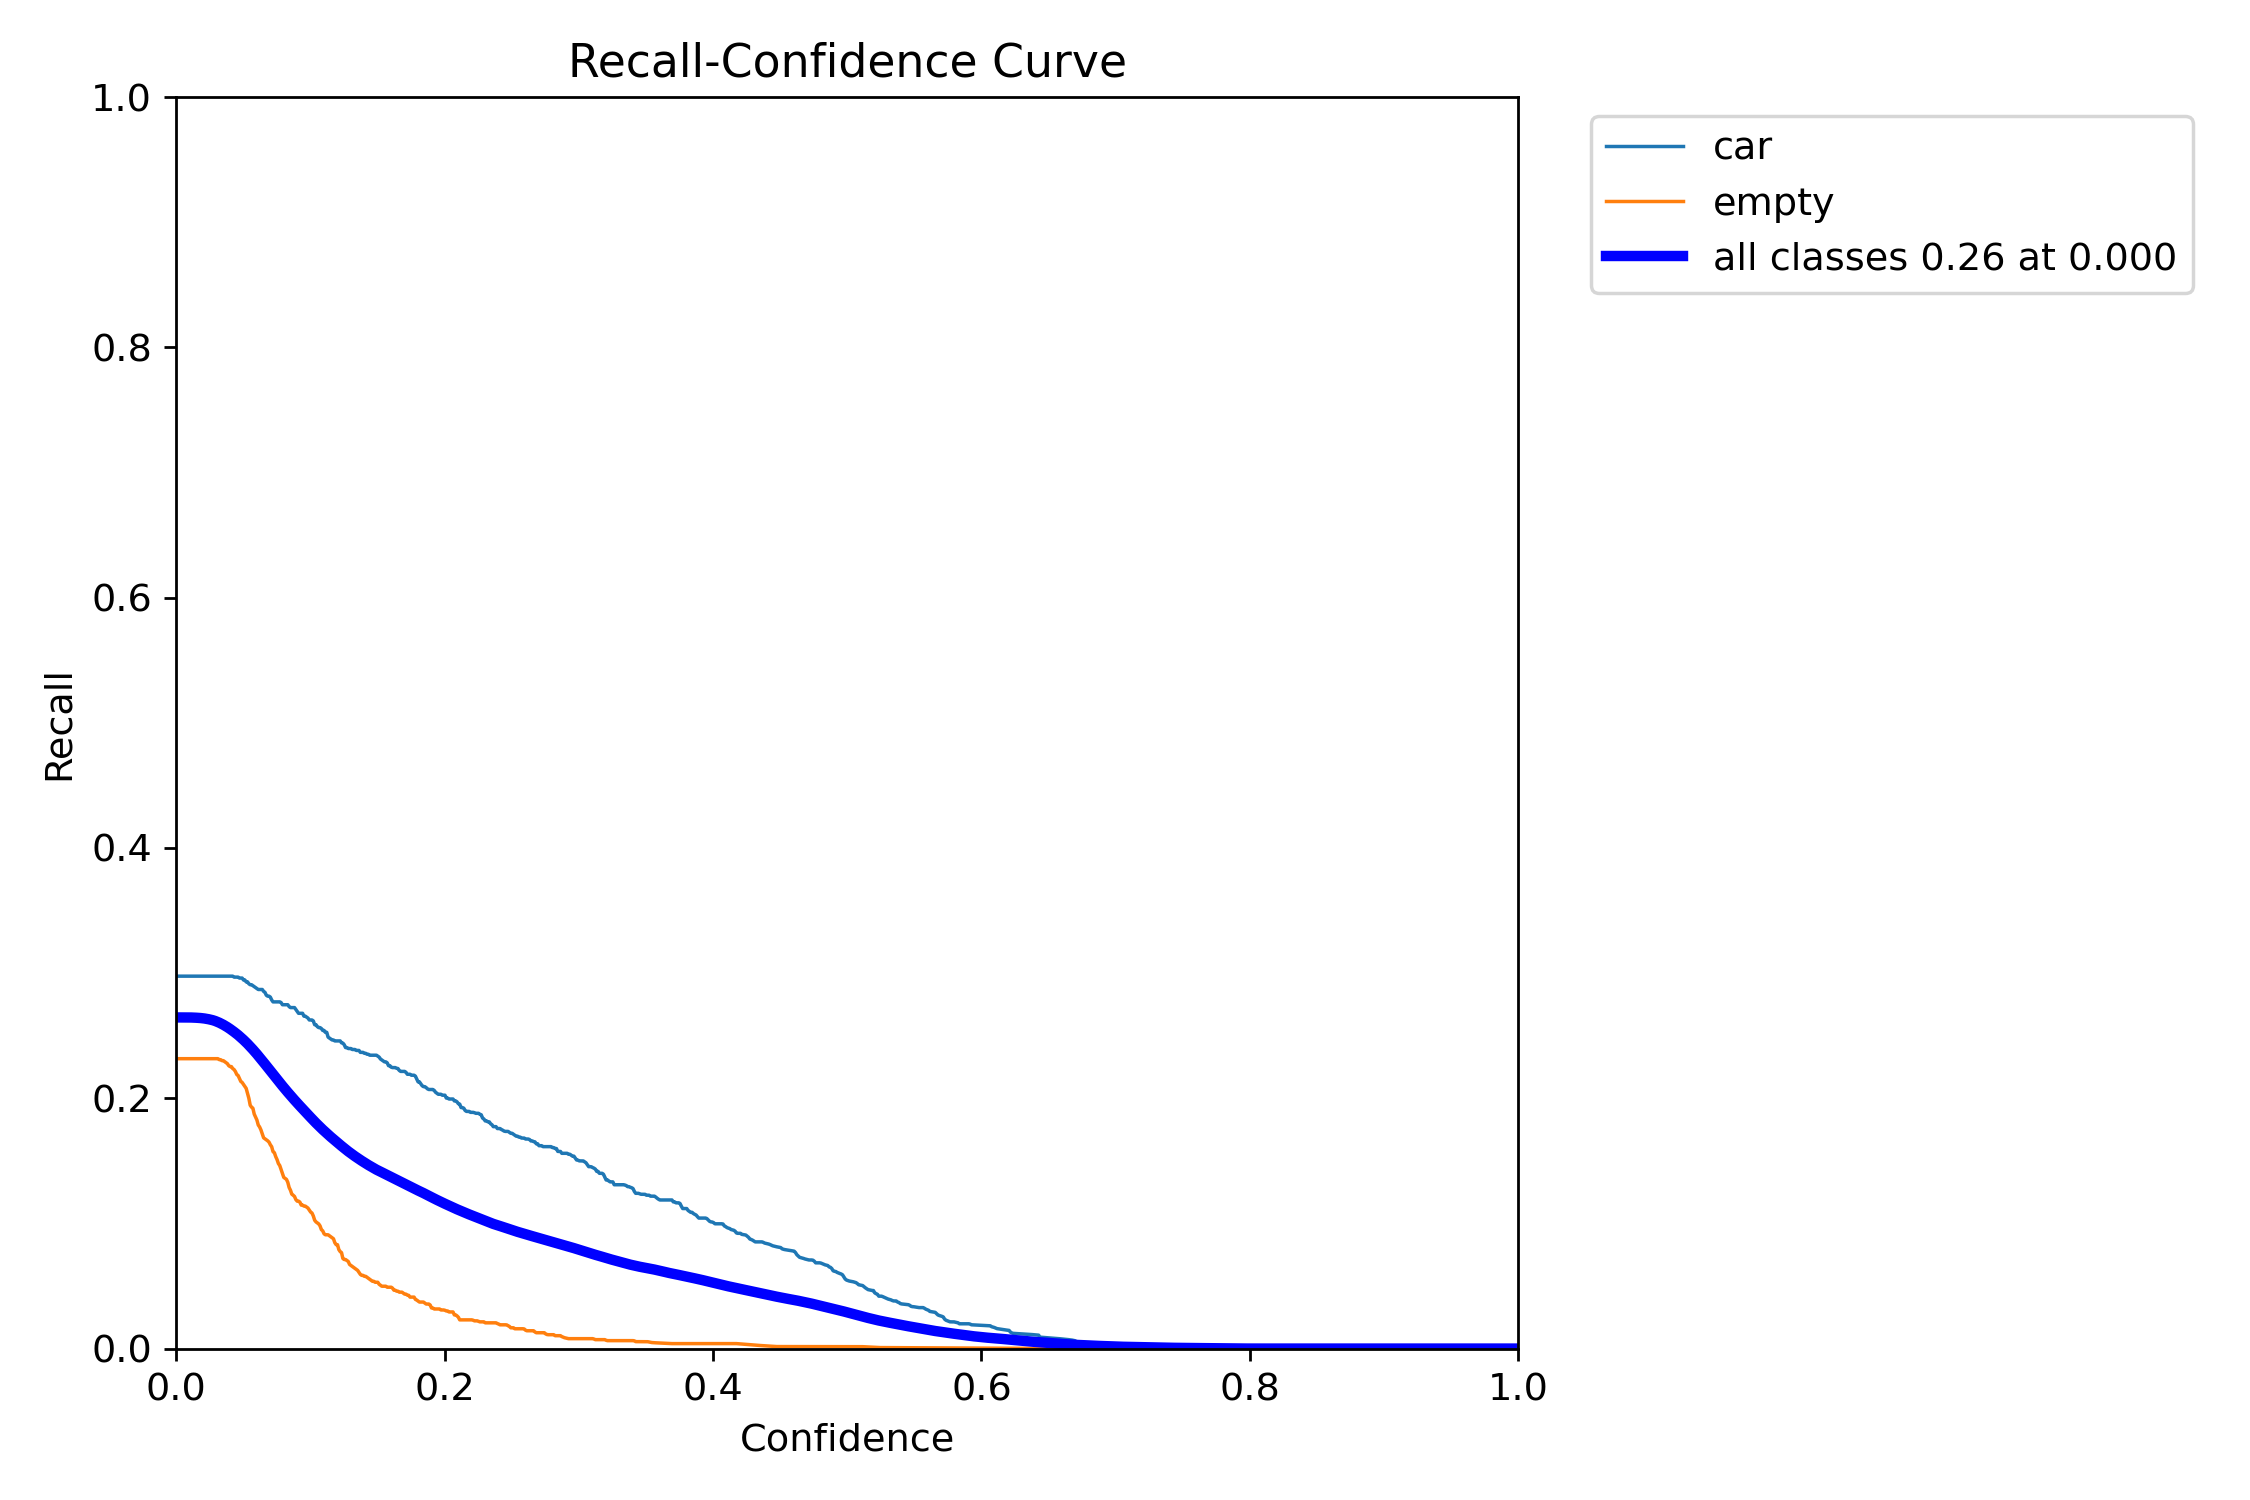 Recall-Confidence Curve
1.0
0.8
0.6
0.4
0.2
0.0
Recall
0.0 0.2 0.4 0.6 0.8 1.0
Confidence
car
empty
all classes 0.26 at 0.000